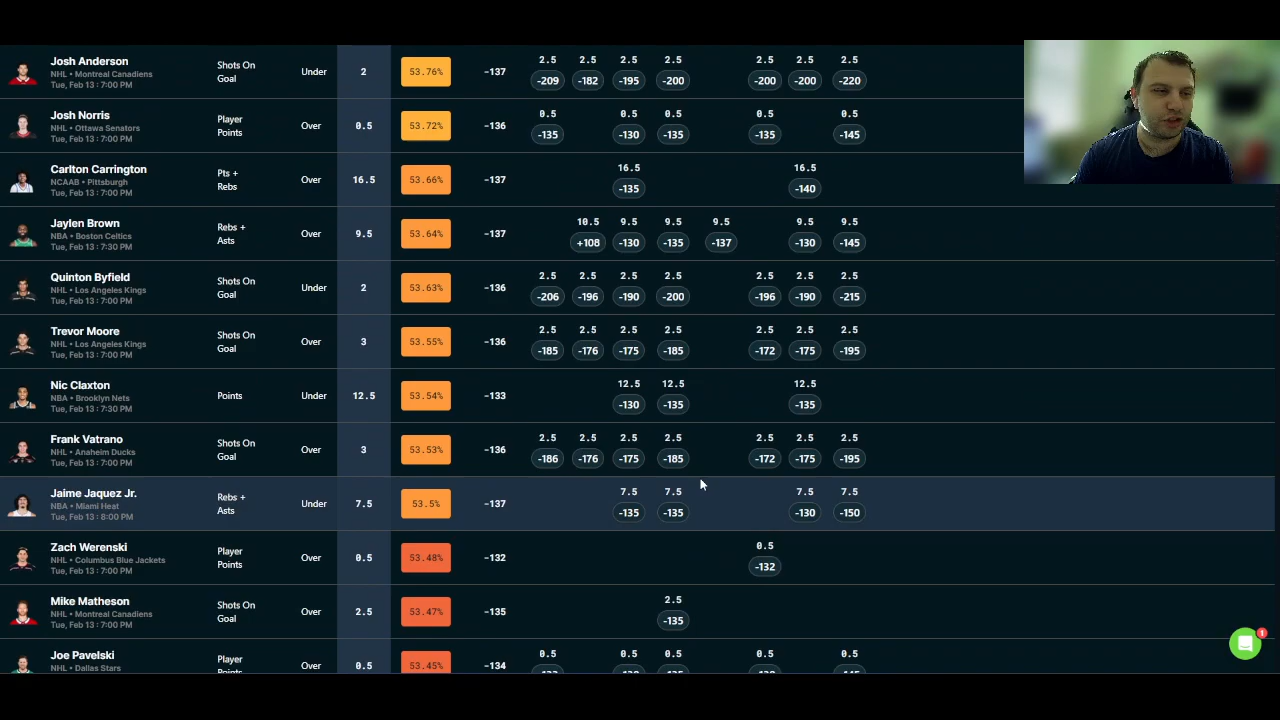 Josh Anderson
NHL • Montreal Canadiens
Tue, Feb 13 : 7:00 PM
Shots On
Goal
Under
2
53.76%
-137
2.5 2.5 2.5 2.5 2.5 2.5 2.5
-209 -182 -195 -200 -200 -200 -220
Josh Norris
NHL • Ottawa Senators
Tue, Feb 13 : 7:00 PM
Player
Points
Over
0.5
53.72%
-136
0.5 0.5 0.5 0.5 0.5
-135 -130 -135 -135 -145
Carlton Carrington
NCAAB • Pittsburgh
Tue, Feb 13 : 7:00 PM
Pts +
Rebs
Over
16.5
53.66%
-137
16.5 16.5
-135 -140
Jaylen Brown
NBA • Boston Celtics
Tue, Feb 13 : 7:30 PM
Rebs +
Asts
Over
9.5
53.64%
-137
10.5 9.5 9.5 9.5 9.5 9.5
+108 -130 -135 -137 -130 -145
Quinton Byfield
NHL • Los Angeles Kings
Tue, Feb 13 : 7:00 PM
Shots On
Goal
Under
2
53.63%
-136
2.5 2.5 2.5 2.5 2.5 2.5 2.5
-206 -196 -190 -200 -196 -190 -215
Trevor Moore
NHL • Los Angeles Kings
Tue, Feb 13 : 7:00 PM
Shots On
Goal
Over
3
53.55%
-136
2.5 2.5 2.5 2.5 2.5 2.5 2.5
-185 -176 -175 -185 -172 -175 -195
Nic Claxton
NBA • Brooklyn Nets
Tue, Feb 13 : 7:30 PM
Points
Under
12.5
53.54%
-133
12.5 12.5 12.5
-130 -135 -135
Frank Vatrano
NHL • Anaheim Ducks
Tue, Feb 13 : 7:00 PM
Shots On
Goal
Over
3
53.53%
-136
2.5 2.5 2.5 2.5 2.5 2.5 2.5
-186 -176 -175 -185 -172 -175 -195
Jaime Jaquez Jr.
NBA • Miami Heat
Tue, Feb 13 : 8:00 PM
Rebs +
Asts
Under
7.5
53.5%
-137
7.5 7.5 7.5 7.5
-135 -135 -130 -150
Zach Werenski
NHL • Columbus Blue Jackets
Tue, Feb 13 : 7:00 PM
Player
Points
Over
0.5
53.48%
-132
0.5
-132
Mike Matheson
NHL • Montreal Canadiens
Tue, Feb 13 : 7:00 PM
Shots On
Goal
Over
2.5
53.47%
-135
2.5
-135
Joe Pavelski
NHL • Dallas Stars
Player
Points
Over
0.5
53.45%
-134
0.5 0.5 0.5 0.5 0.5 0.5
1